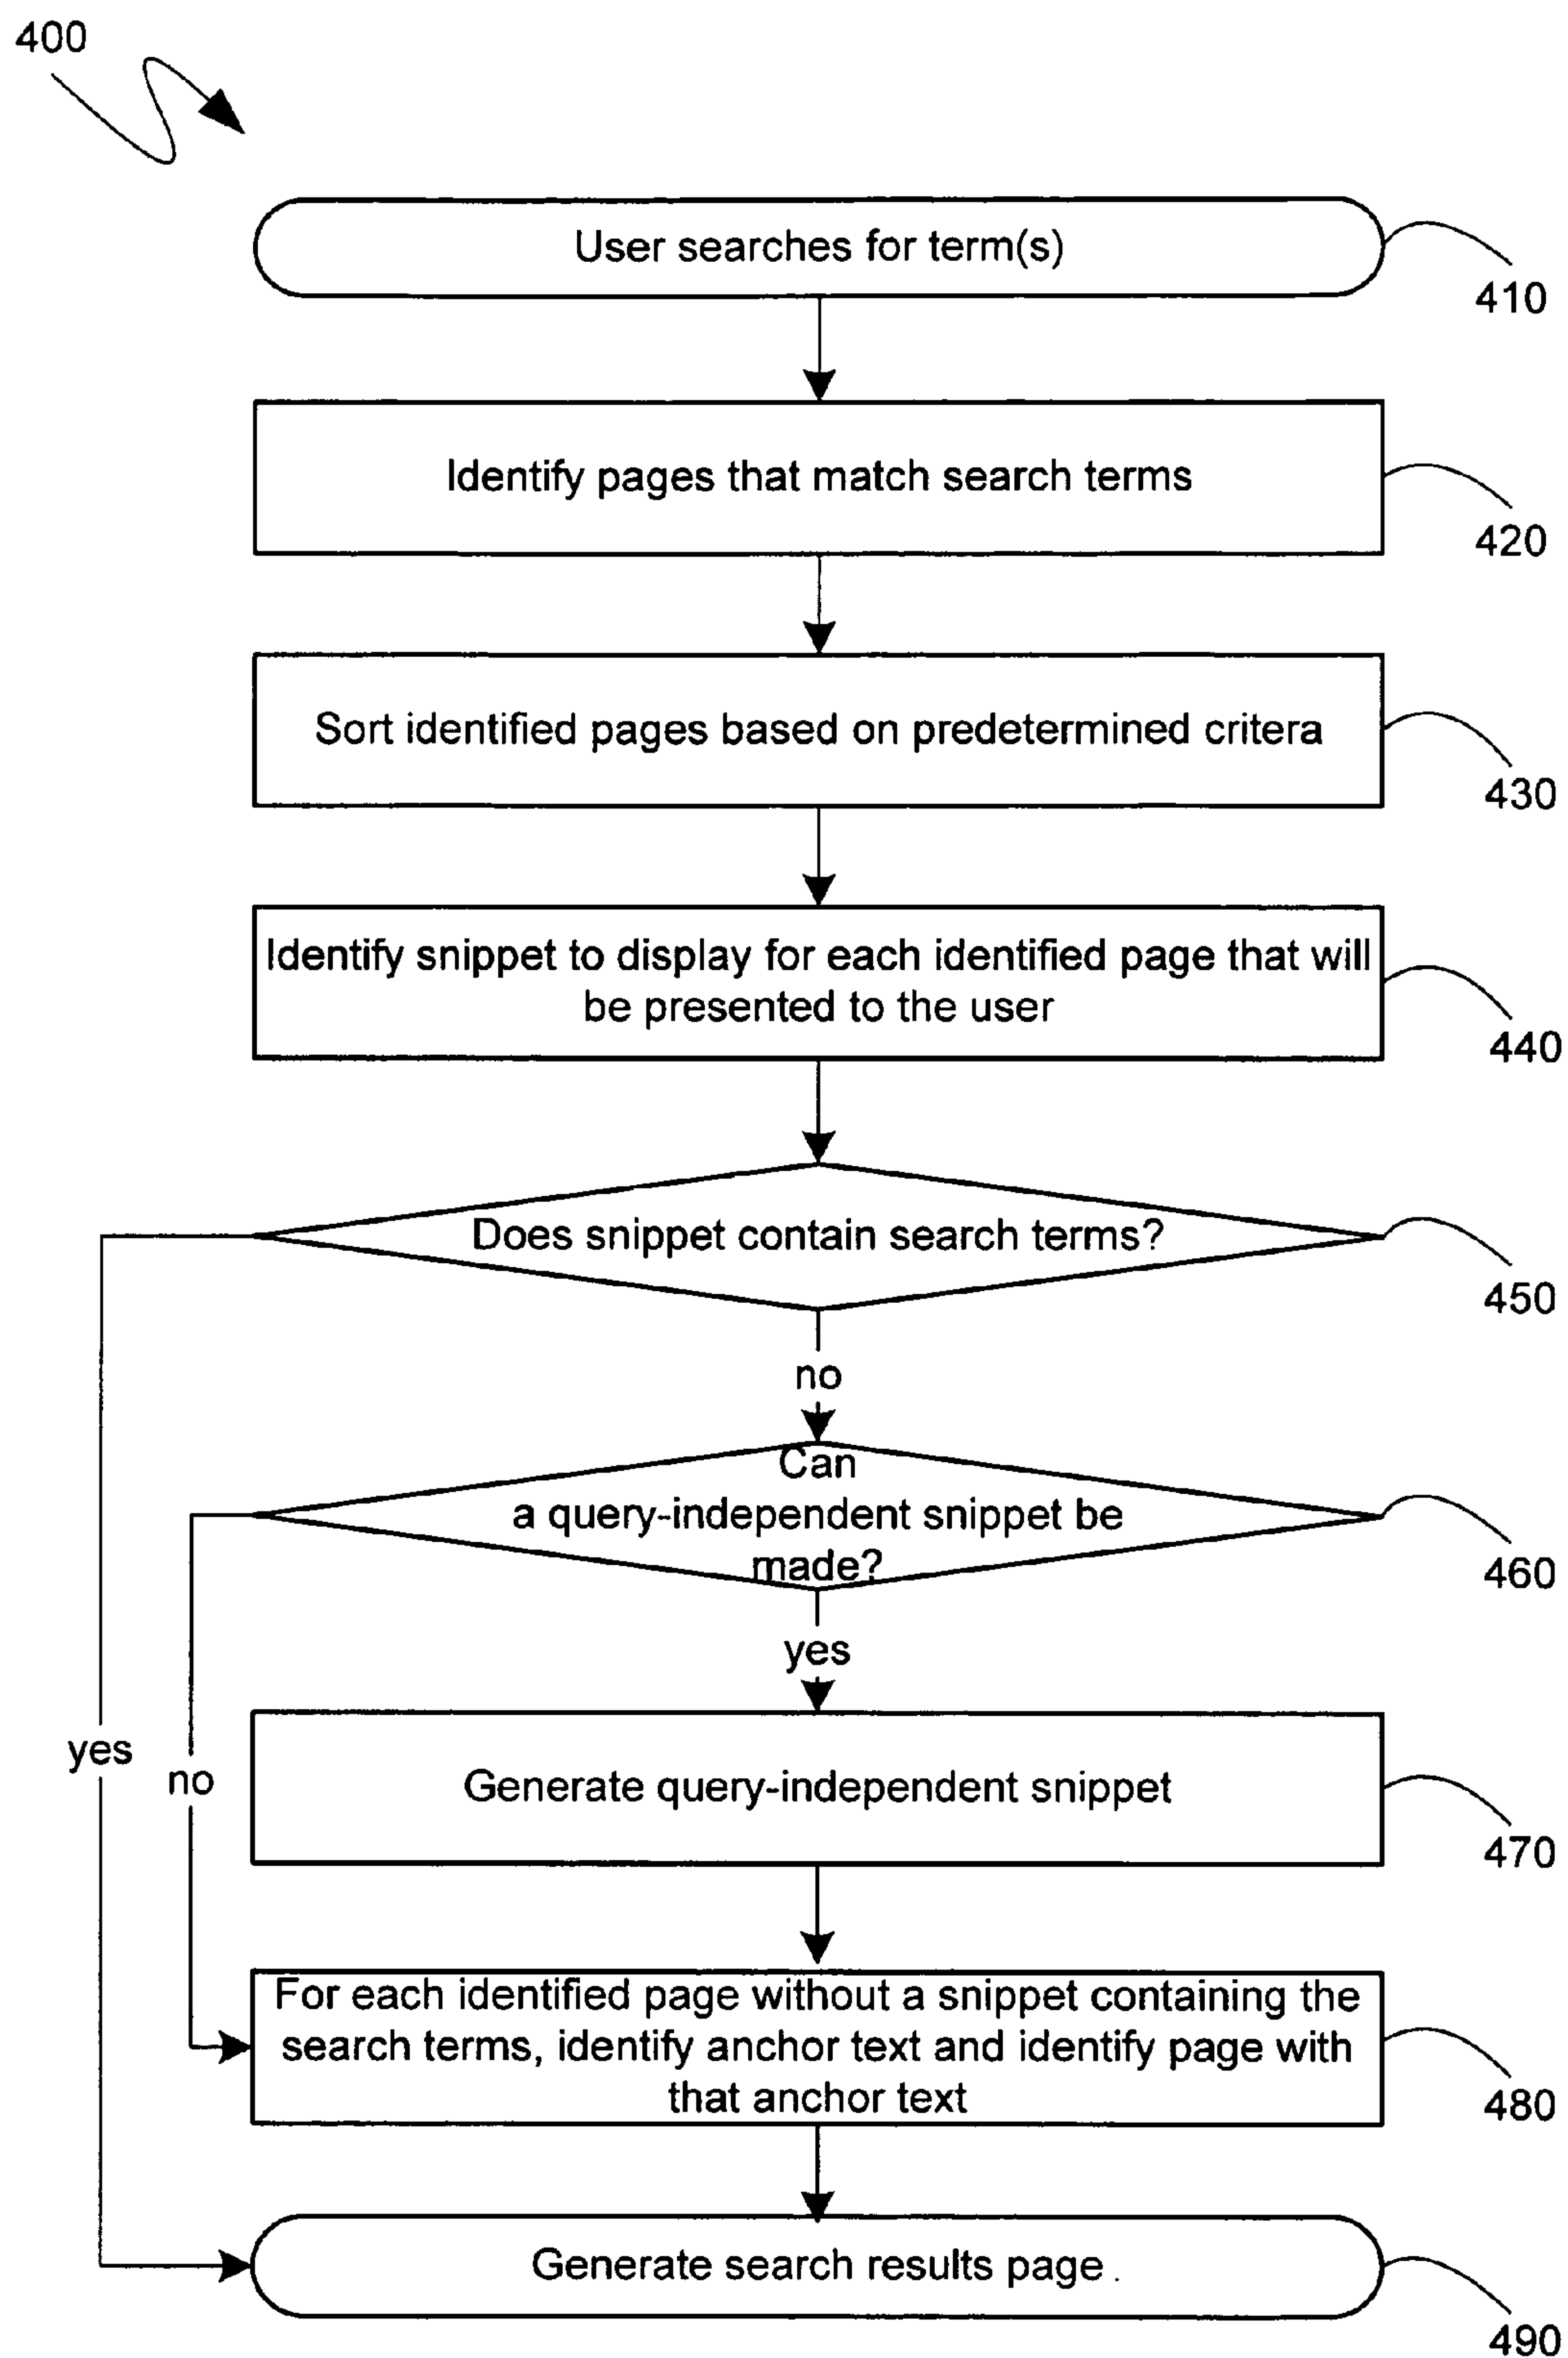 400
User searches for term(s)
410
Identify pages that match search terms
420
Sort identified pages based on predetermined critera
430
Identify snippet to display for each identified page that will
be presented to the user
440
Does snippet contain search terms?
450
no
Can
a query-independent snippet be
made?
460
yes
yes
no
Generate query-independent snippet
470
For each identified page without a snippet containing the
search terms, identify anchor text and identify page with
that anchor text
480
Generate search results page .
490